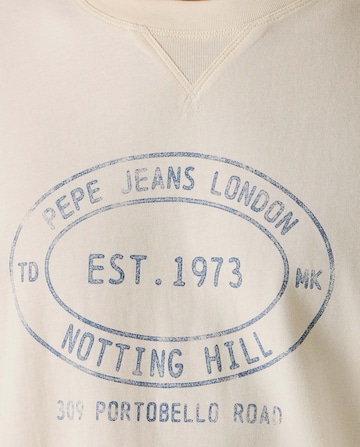 PEPE JEANS LONDON
TD EST. 1973 MK
NOTTING HILL
309 PORTOBELLO ROAD